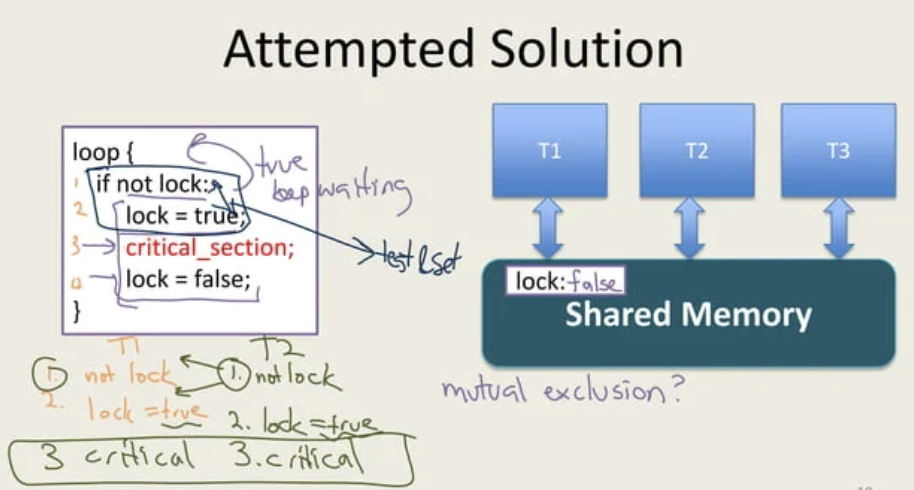 Attempted Solution
loop {
1 if not lock:
2 lock = true;
3 critical_section;
4 lock = false;
}
true
keep waiting
test & set
T1 T2 T3
lock: false
Shared Memory
mutual exclusion?
T1 T2
1. not lock 1. not lock
2. lock = true 2. lock = true
3 critical 3. critical